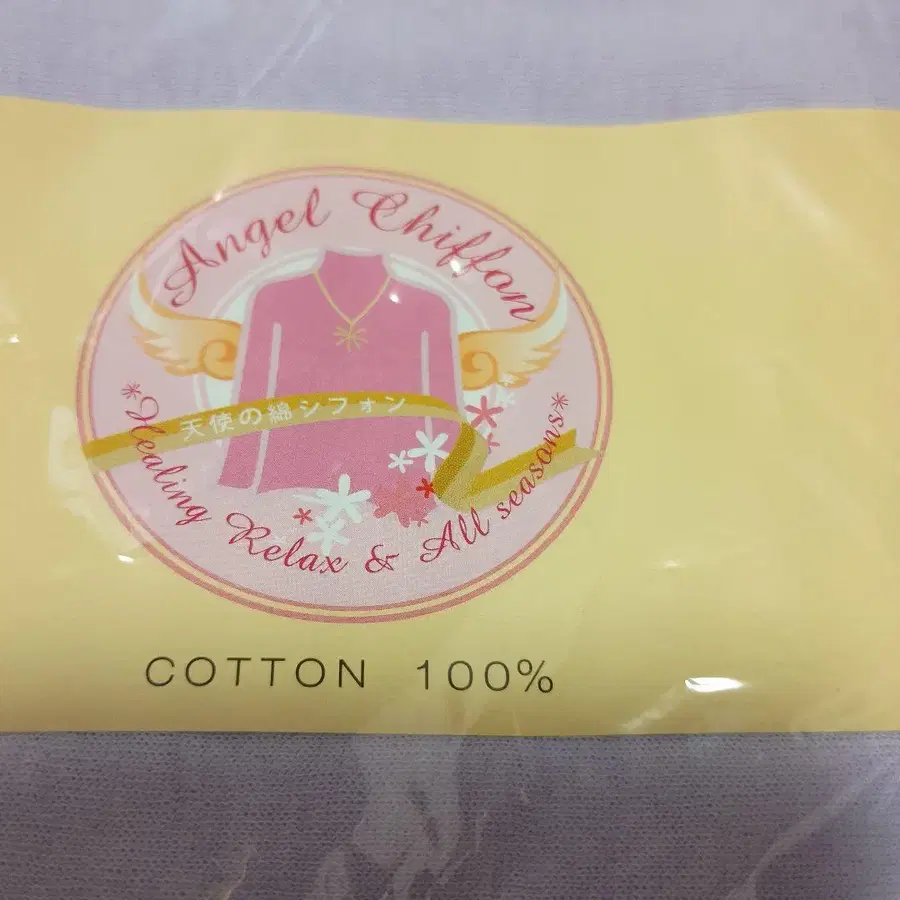 Angel Chiffon
天使の綿シフォン
*Healing Relax & All seasons*
COTTON 100%